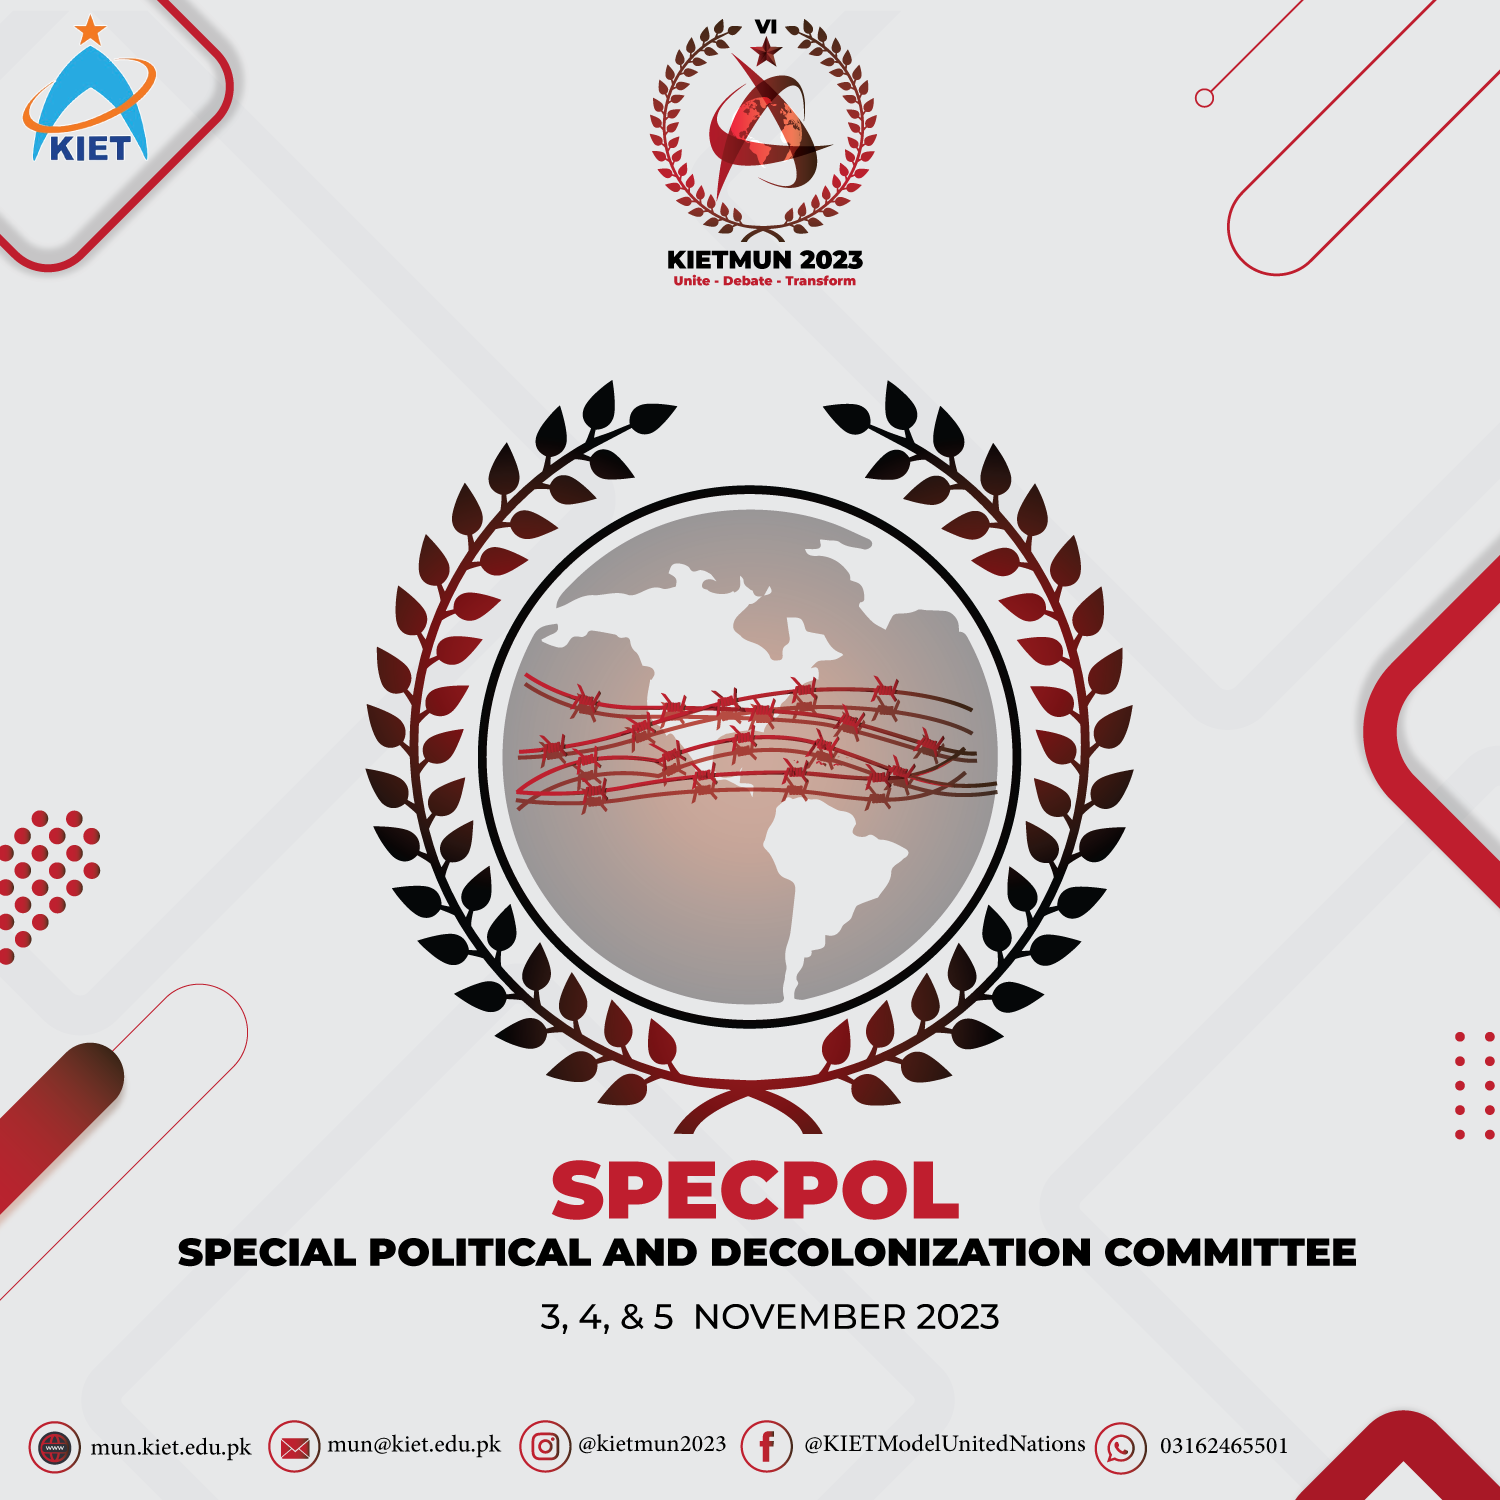 KIET
VI
KIETMUN 2023
Unite - Debate - Transform
SPECPOL
SPECIAL POLITICAL AND DECOLONIZATION COMMITTEE
3, 4, & 5 NOVEMBER 2023
www mun.kiet.edu.pk mun@kiet.edu.pk @kietmun2023 @KIETModelUnitedNations 03162465501